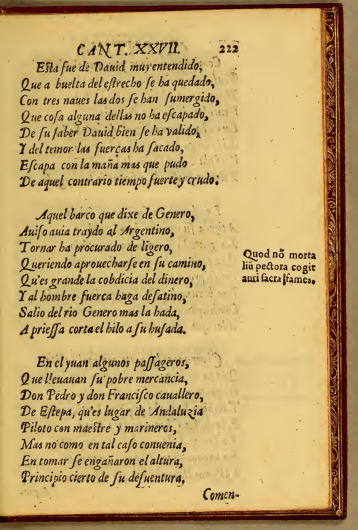 CANT. XXVII. 222
Eſta fue de Dauid muy entendido,
Que a buelta del eſtrecho ſe ha quedado,
Con tres naues las dos ſe han ſumergido,
Que coſa alguna dellas no ha eſcapado,
De ſu ſaber Dauid bien ſe ha valido,
Y del temor las fuerças ha ſacado,
Eſcapa con la maña mas que pudo
De aquel contrario tiempo fuerte y crudo.
Aquel barco que dixe de Genero,
Auiſo auia traydo al Argentino,
Tornar ha procurado de ligero,
Queriendo aprouecharſe en ſu camino,
Qu'es grande la cobdicia del dinero,
Y al hombre fuerca haga deſatino,
Salio del rio Genero mas la hada,
A prieſſa corta el hilo a ſu huſada.
Quod nō morta
liū pectora cogit
auri ſacra ſames.
En el yuan algunos paſſageros,
Que lleuauan ſu pobre mercancia,
Don Pedro y don Franciſco cauallero,
De Eſtepa, qu'es lugar de Andaluzia
Piloto con maeſtre y marineros,
Mas no como en tal caſo conuenia,
En tomar ſe engañaron el altura,
Principio cierto de ſu deſuentura,
Comen-